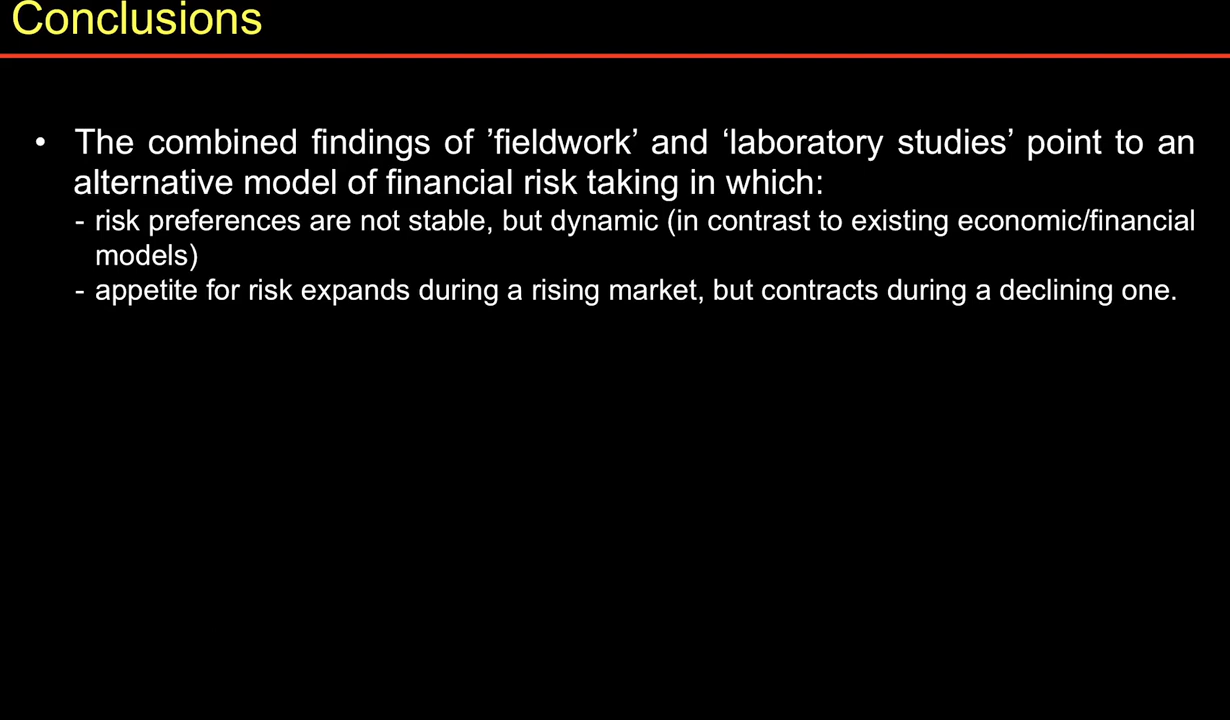 Conclusions
• The combined findings of ’fieldwork’ and ‘laboratory studies’ point to an
alternative model of financial risk taking in which:
- risk preferences are not stable, but dynamic (in contrast to existing economic/financial
models)
- appetite for risk expands during a rising market, but contracts during a declining one.